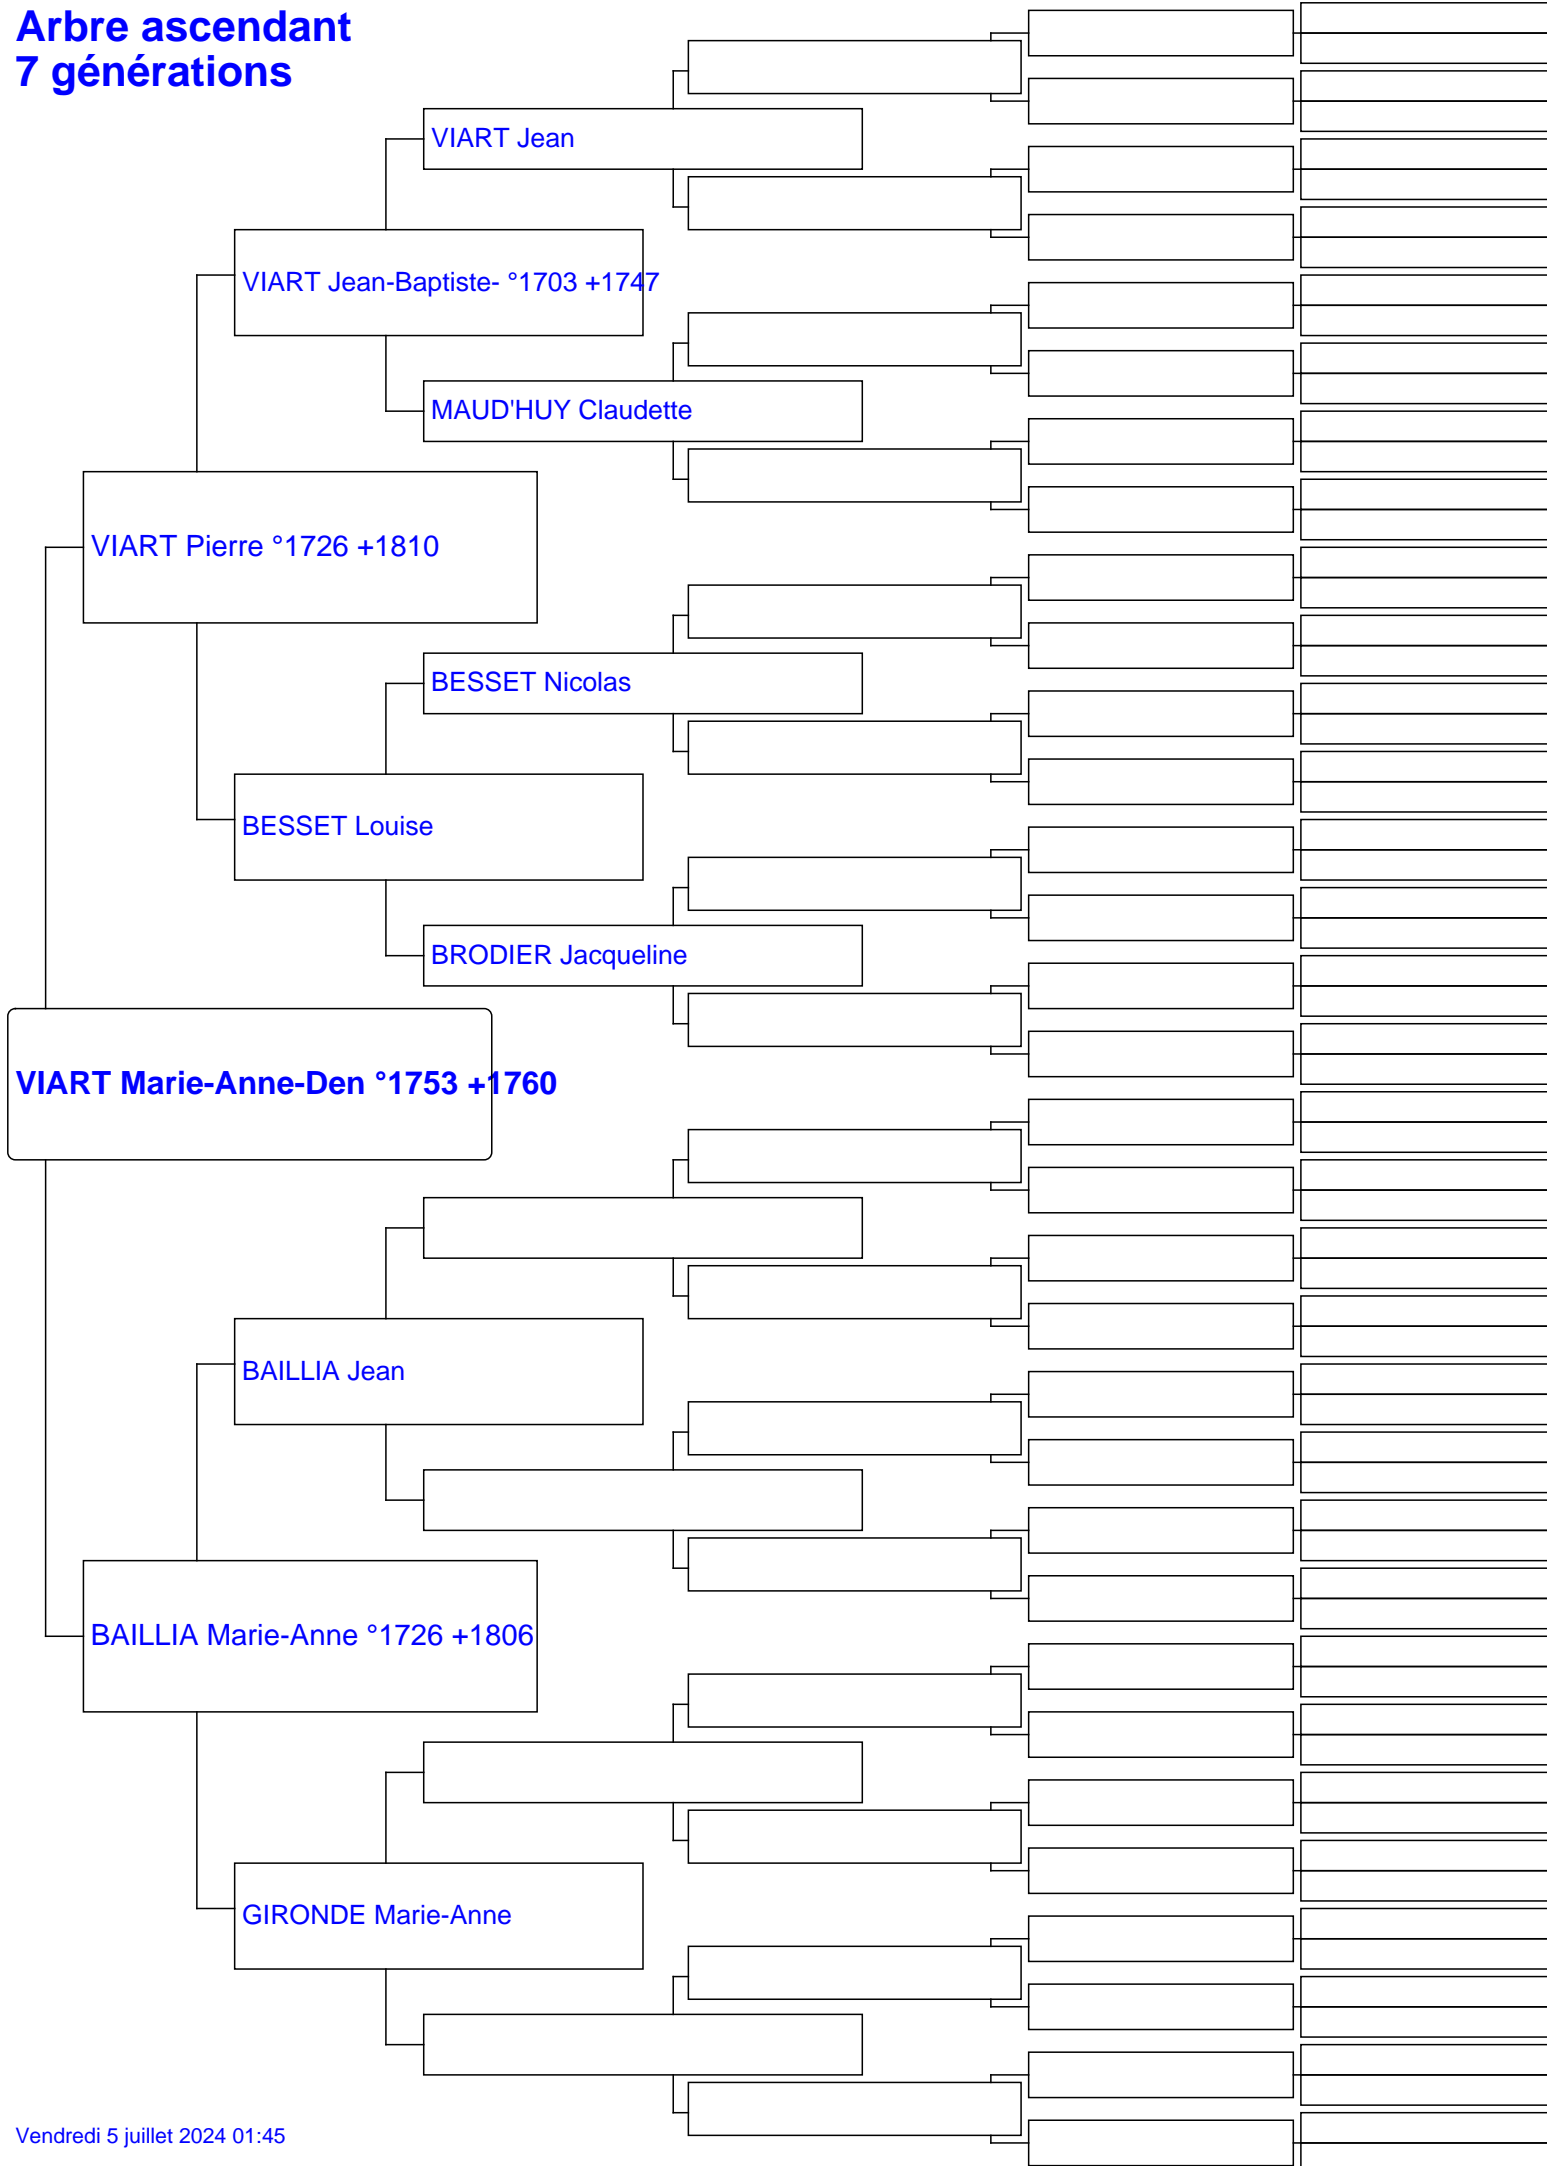 Arbre ascendant
7 générations
VIART Jean
VIART Jean-Baptiste- °1703 +1747
MAUD'HUY Claudette
VIART Pierre °1726 +1810
BESSET Nicolas
BESSET Louise
BRODIER Jacqueline
VIART Marie-Anne-Den °1753 +1760
BAILLIA Jean
BAILLIA Marie-Anne °1726 +1806
GIRONDE Marie-Anne
Vendredi 5 juillet 2024 01:45